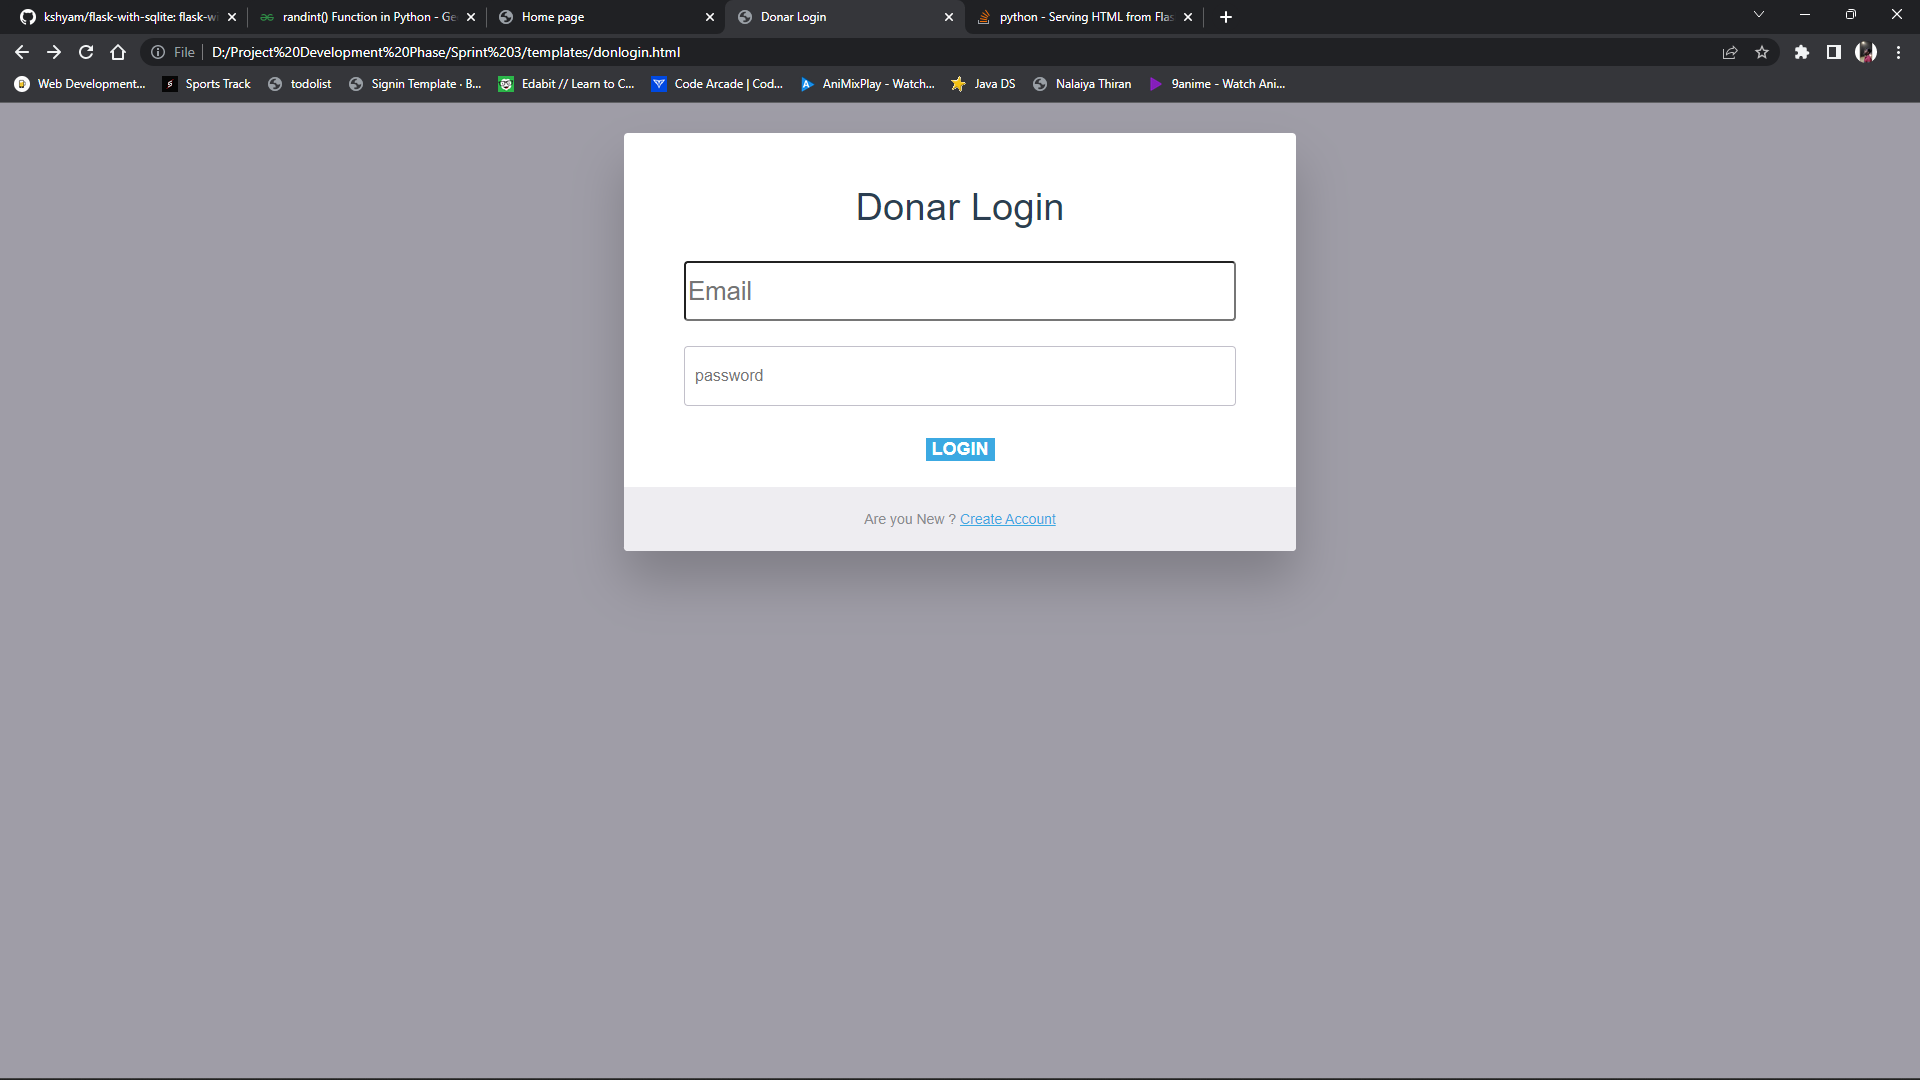 kshyam/flask-with-sqlite: flask-wi
randint() Function in Python - Ge
Home page
Donar Login
python - Serving HTML from Flas
File
D:/Project%20Development%20Phase/Sprint%203/templates/donlogin.html
Web Development...
Sports Track
todolist
Signin Template · B...
Edabit // Learn to C...
Code Arcade | Cod...
AniMixPlay - Watch...
Java DS
Nalaiya Thiran
9anime - Watch Ani...
Donar Login
Email
password
LOGIN
Are you New ? Create Account